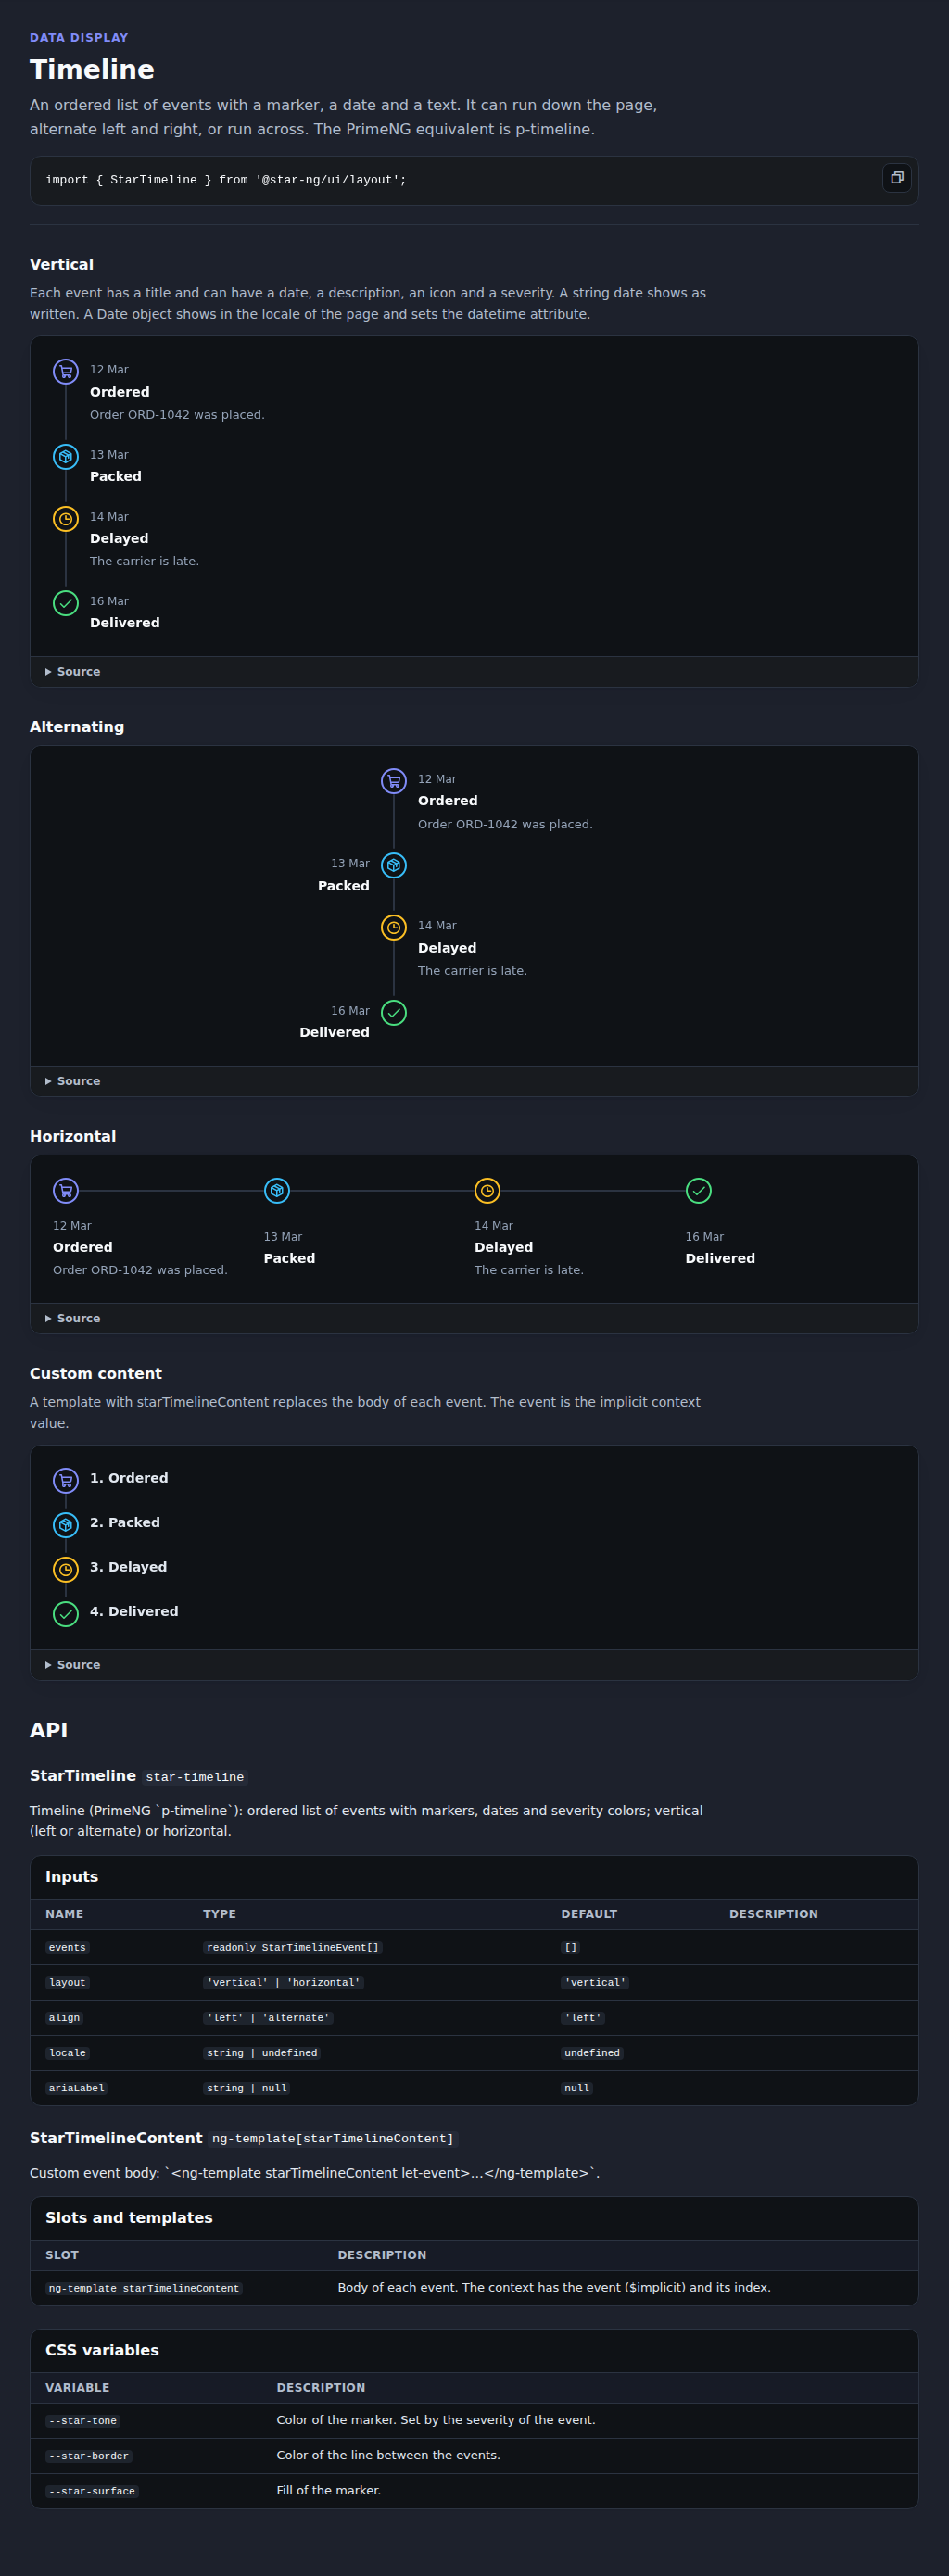 DATA DISPLAY
Timeline
An ordered list of events with a marker, a date and a text. It can run down the page,
alternate left and right, or run across. The PrimeNG equivalent is p-timeline.
import { StarTimeline } from '@star-ng/ui/layout';
Vertical
Each event has a title and can have a date, a description, an icon and a severity. A string date shows as
written. A Date object shows in the locale of the page and sets the datetime attribute.
12 Mar
Ordered
Order ORD-1042 was placed.
13 Mar
Packed
14 Mar
Delayed
The carrier is late.
16 Mar
Delivered
Source
Alternating
12 Mar
Ordered
Order ORD-1042 was placed.
13 Mar
Packed
14 Mar
Delayed
The carrier is late.
16 Mar
Delivered
Source
Horizontal
12 Mar
Ordered
Order ORD-1042 was placed.
13 Mar
Packed
14 Mar
Delayed
The carrier is late.
16 Mar
Delivered
Source
Custom content
A template with starTimelineContent replaces the body of each event. The event is the implicit context
value.
1. Ordered
2. Packed
3. Delayed
4. Delivered
Source
API
StarTimeline star-timeline
Timeline (PrimeNG `p-timeline`): ordered list of events with markers, dates and severity colors; vertical
(left or alternate) or horizontal.
Inputs
NAME TYPE DEFAULT DESCRIPTION
events readonly StarTimelineEvent[] []
layout 'vertical' | 'horizontal' 'vertical'
align 'left' | 'alternate' 'left'
locale string | undefined undefined
ariaLabel string | null null
StarTimelineContent ng-template[starTimelineContent]
Custom event body: `<ng-template starTimelineContent let-event>…</ng-template>`.
Slots and templates
SLOT DESCRIPTION
ng-template starTimelineContent Body of each event. The context has the event ($implicit) and its index.
CSS variables
VARIABLE DESCRIPTION
--star-tone Color of the marker. Set by the severity of the event.
--star-border Color of the line between the events.
--star-surface Fill of the marker.